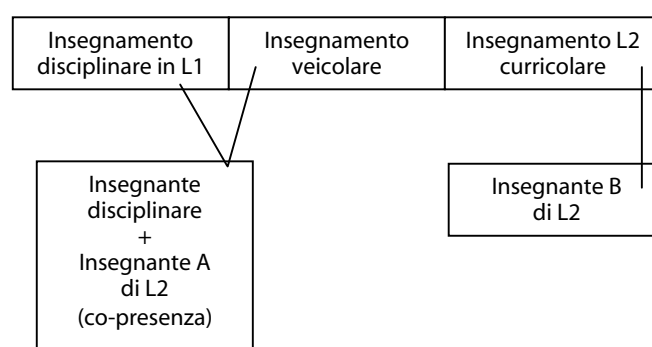 Insegnamento
disciplinare in L1
Insegnamento
veicolare
Insegnamento L2
curricolare
Insegnante
disciplinare
+
Insegnante A
di L2
(co-presenza)
Insegnante B
di L2